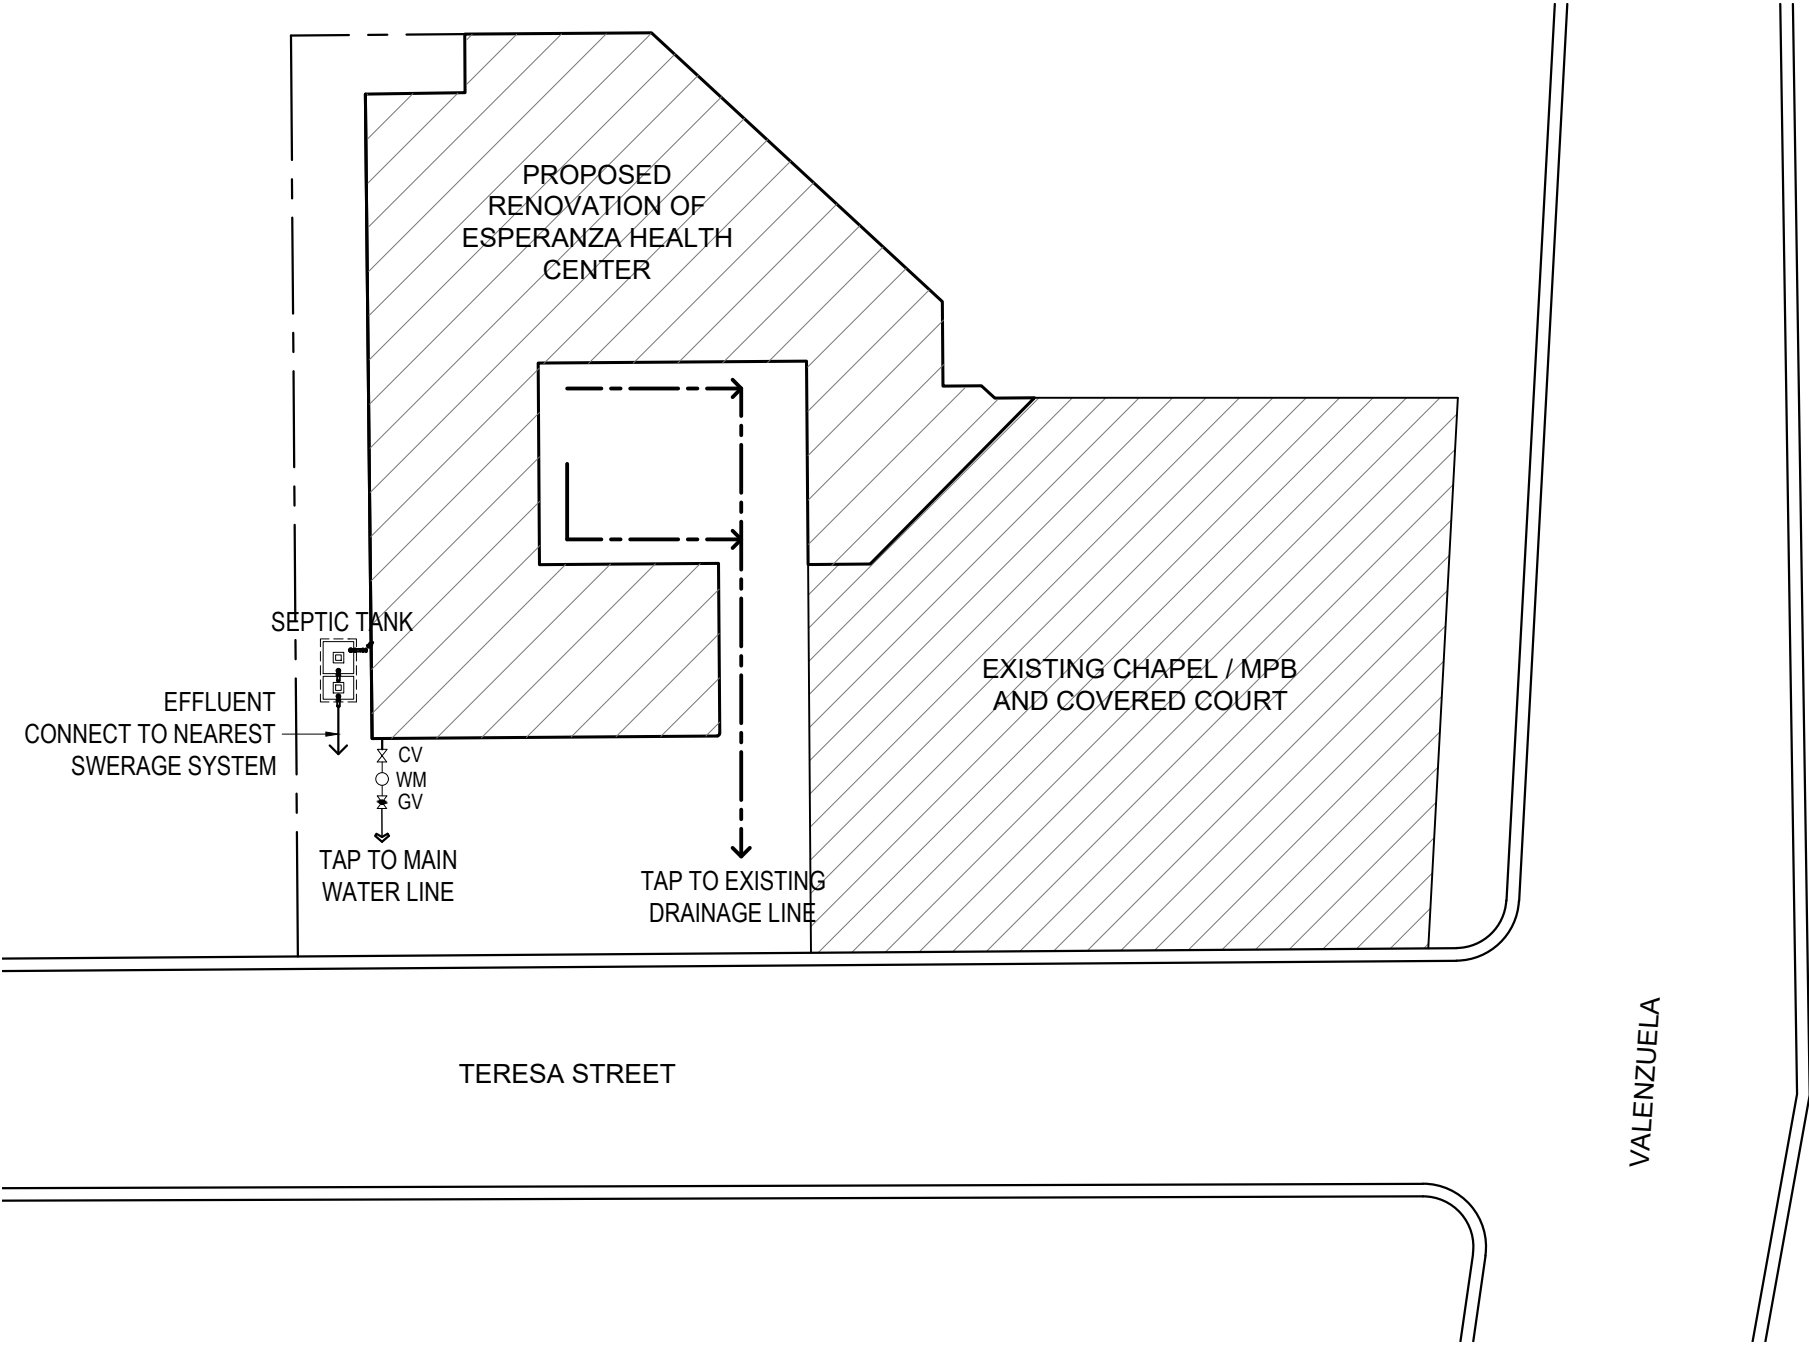 PROPOSED
RENOVATION OF
ESPERANZA HEALTH
CENTER
SEPTIC TANK
EFFLUENT
CONNECT TO NEAREST
SWERAGE SYSTEM
CV
WM
GV
TAP TO MAIN
WATER LINE
TAP TO EXISTING
DRAINAGE LINE
EXISTING CHAPEL / MPB
AND COVERED COURT
TERESA STREET
VALENZUELA